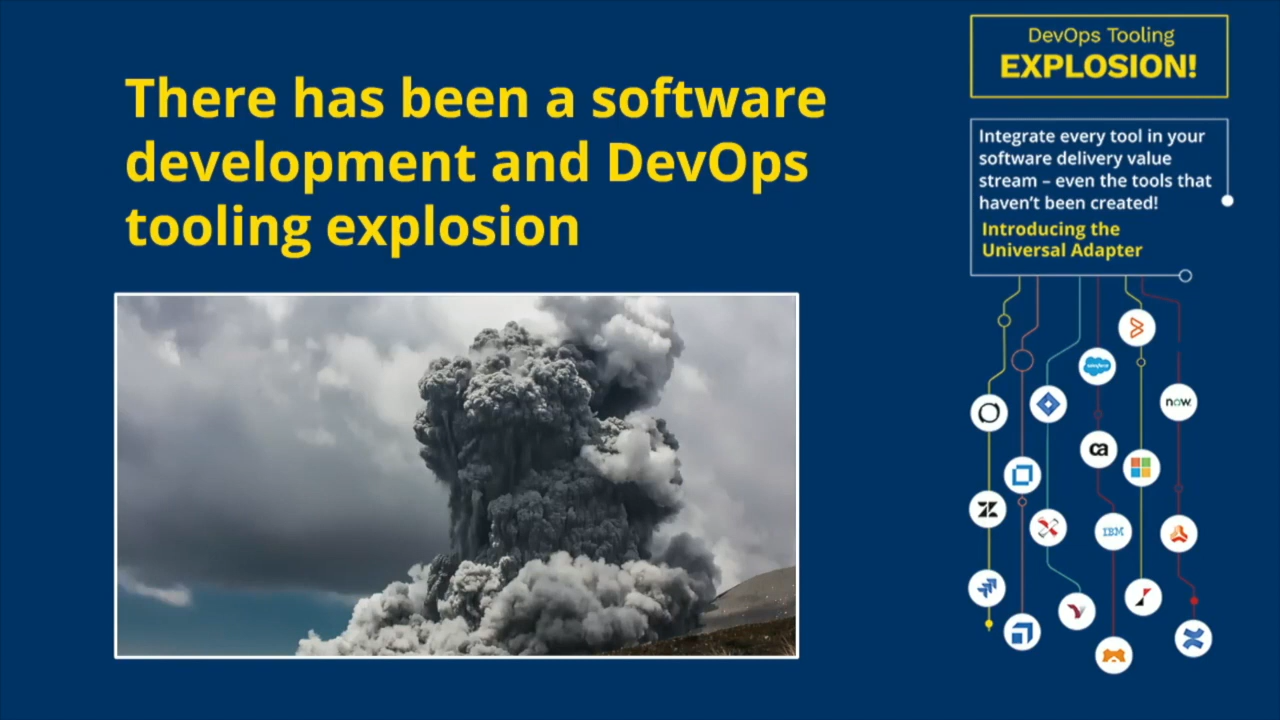 There has been a software
development and DevOps
tooling explosion
DevOps Tooling
EXPLOSION!
Integrate every tool in your
software delivery value
stream – even the tools that
haven't been created!
Introducing the
Universal Adapter
salesforce
now.
ca
IBM